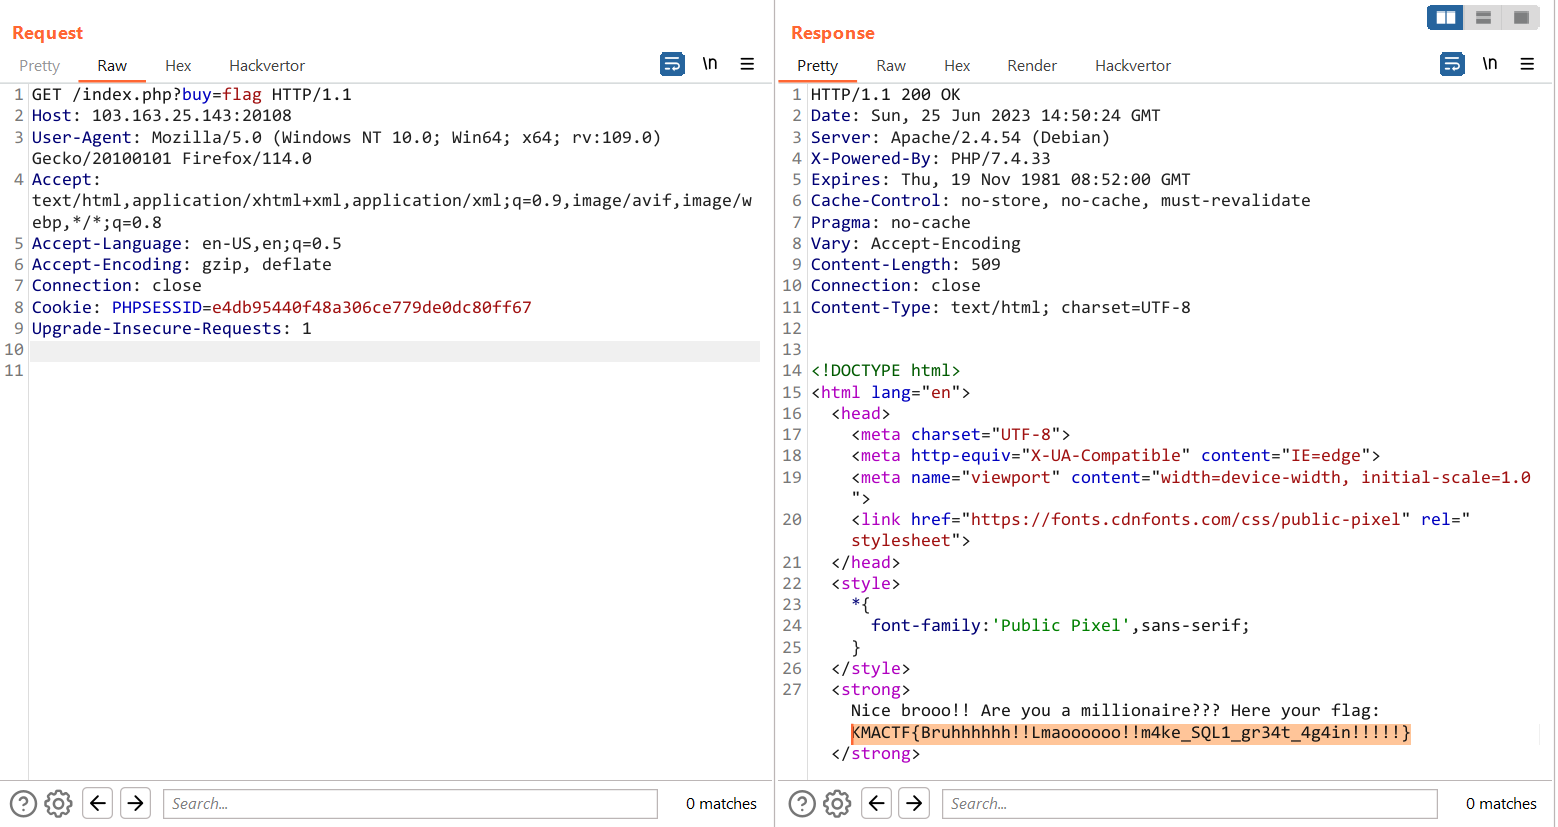 Request
Pretty Raw Hex Hackvertor \n
1 GET /index.php?buy=flag HTTP/1.1
2 Host: 103.163.25.143:20108
3 User-Agent: Mozilla/5.0 (Windows NT 10.0; Win64; x64; rv:109.0)
Gecko/20100101 Firefox/114.0
4 Accept:
text/html,application/xhtml+xml,application/xml;q=0.9,image/avif,image/w
ebp,*/*;q=0.8
5 Accept-Language: en-US,en;q=0.5
6 Accept-Encoding: gzip, deflate
7 Connection: close
8 Cookie: PHPSESSID=e4db95440f48a306ce779de0dc80ff67
9 Upgrade-Insecure-Requests: 1
10
11
Search...
0 matches
Response
Pretty Raw Hex Render Hackvertor \n
1 HTTP/1.1 200 OK
2 Date: Sun, 25 Jun 2023 14:50:24 GMT
3 Server: Apache/2.4.54 (Debian)
4 X-Powered-By: PHP/7.4.33
5 Expires: Thu, 19 Nov 1981 08:52:00 GMT
6 Cache-Control: no-store, no-cache, must-revalidate
7 Pragma: no-cache
8 Vary: Accept-Encoding
9 Content-Length: 509
10 Connection: close
11 Content-Type: text/html; charset=UTF-8
12
13
14 <!DOCTYPE html>
15 <html lang="en">
16 <head>
17 <meta charset="UTF-8">
18 <meta http-equiv="X-UA-Compatible" content="IE=edge">
19 <meta name="viewport" content="width=device-width, initial-scale=1.0
">
20 <link href="https://fonts.cdnfonts.com/css/public-pixel" rel="
stylesheet">
21 </head>
22 <style>
23 *{
24 font-family:'Public Pixel',sans-serif;
25 }
26 </style>
27 <strong>
Nice brooo!! Are you a millionaire??? Here your flag:
KMACTF{Bruhhhhhh!!Lmaoooooo!!m4ke_SQL1_gr34t_4g4in!!!!!}
</strong>
Search...
0 matches